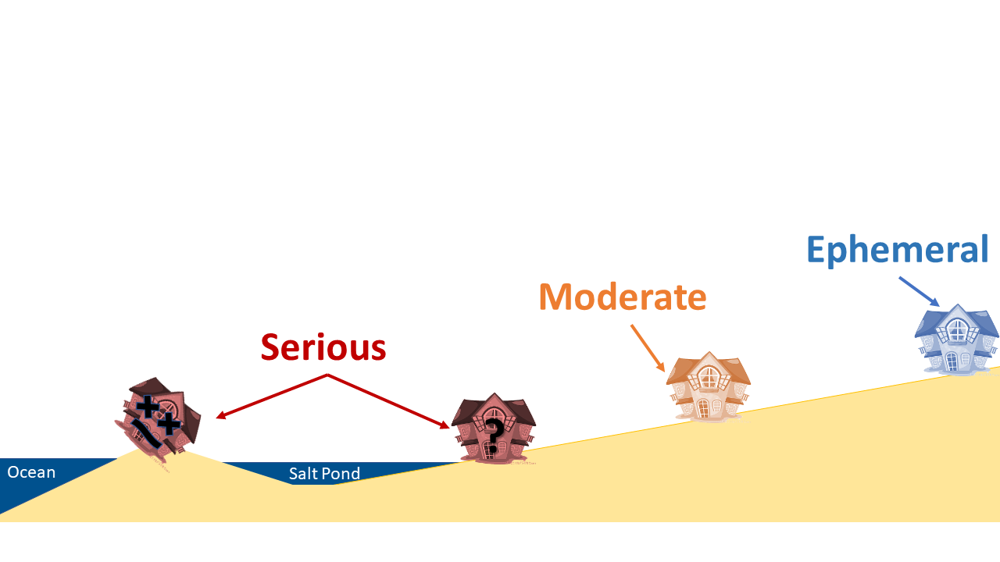 Ephemeral
Moderate
Serious
?
Ocean
Salt Pond